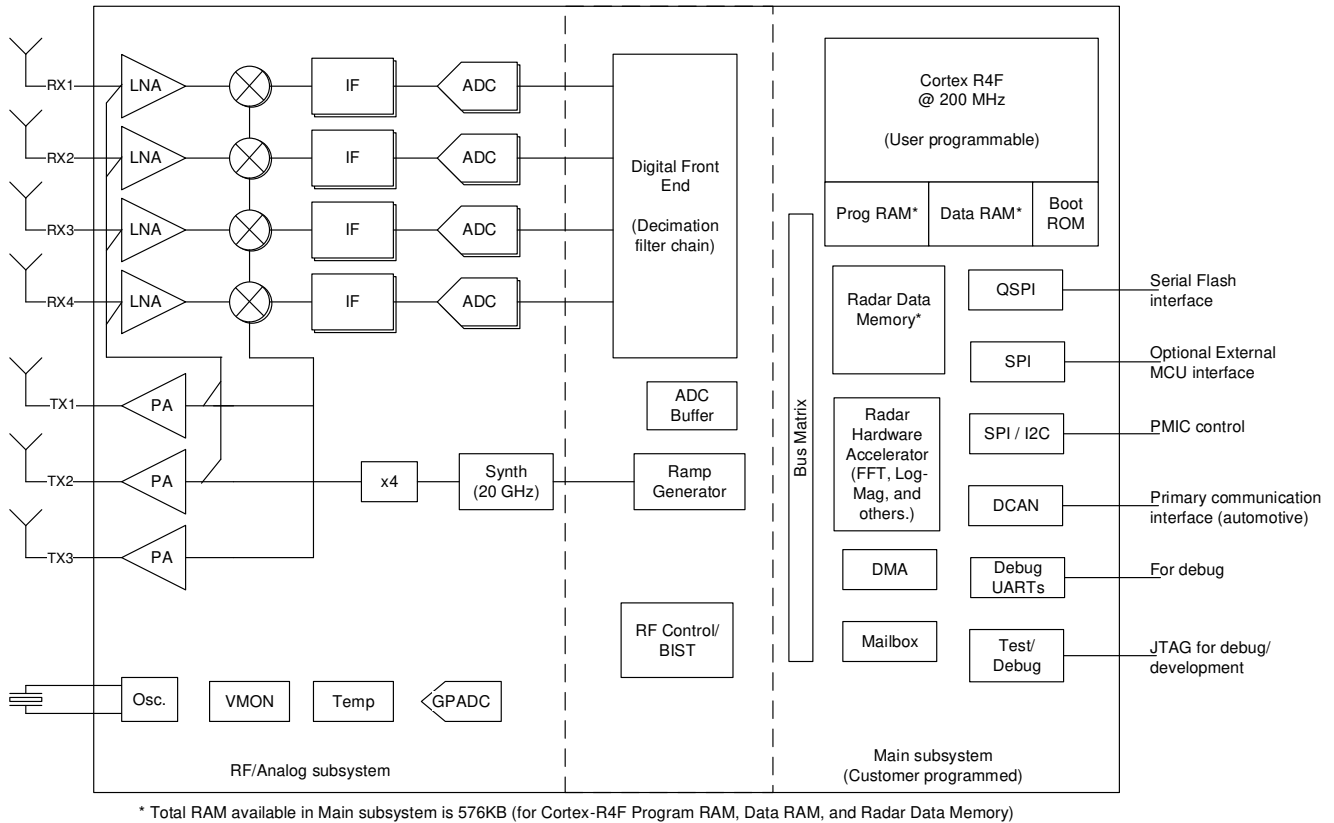 RX1
LNA
IF
ADC
RX2
LNA
IF
ADC
RX3
LNA
IF
ADC
RX4
LNA
IF
ADC
TX1
PA
TX2
PA
TX3
PA
x4
Synth
(20 GHz)
Osc.
VMON
Temp
GPADC
RF/Analog subsystem
Digital Front
End
(Decimation
filter chain)
ADC
Buffer
Ramp
Generator
RF Control/
BIST
Bus Matrix
Cortex R4F
@ 200 MHz
(User programmable)
Prog RAM*
Data RAM*
Boot
ROM
Radar Data
Memory*
Radar
Hardware
Accelerator
(FFT, Log-
Mag, and
others.)
DMA
Mailbox
QSPI
Serial Flash
interface
SPI
Optional External
MCU interface
SPI / I2C
PMIC control
DCAN
Primary communication
interface (automotive)
Debug
UARTs
For debug
Test/
Debug
JTAG for debug/
development
Main subsystem
(Customer programmed)
* Total RAM available in Main subsystem is 576KB (for Cortex-R4F Program RAM, Data RAM, and Radar Data Memory)